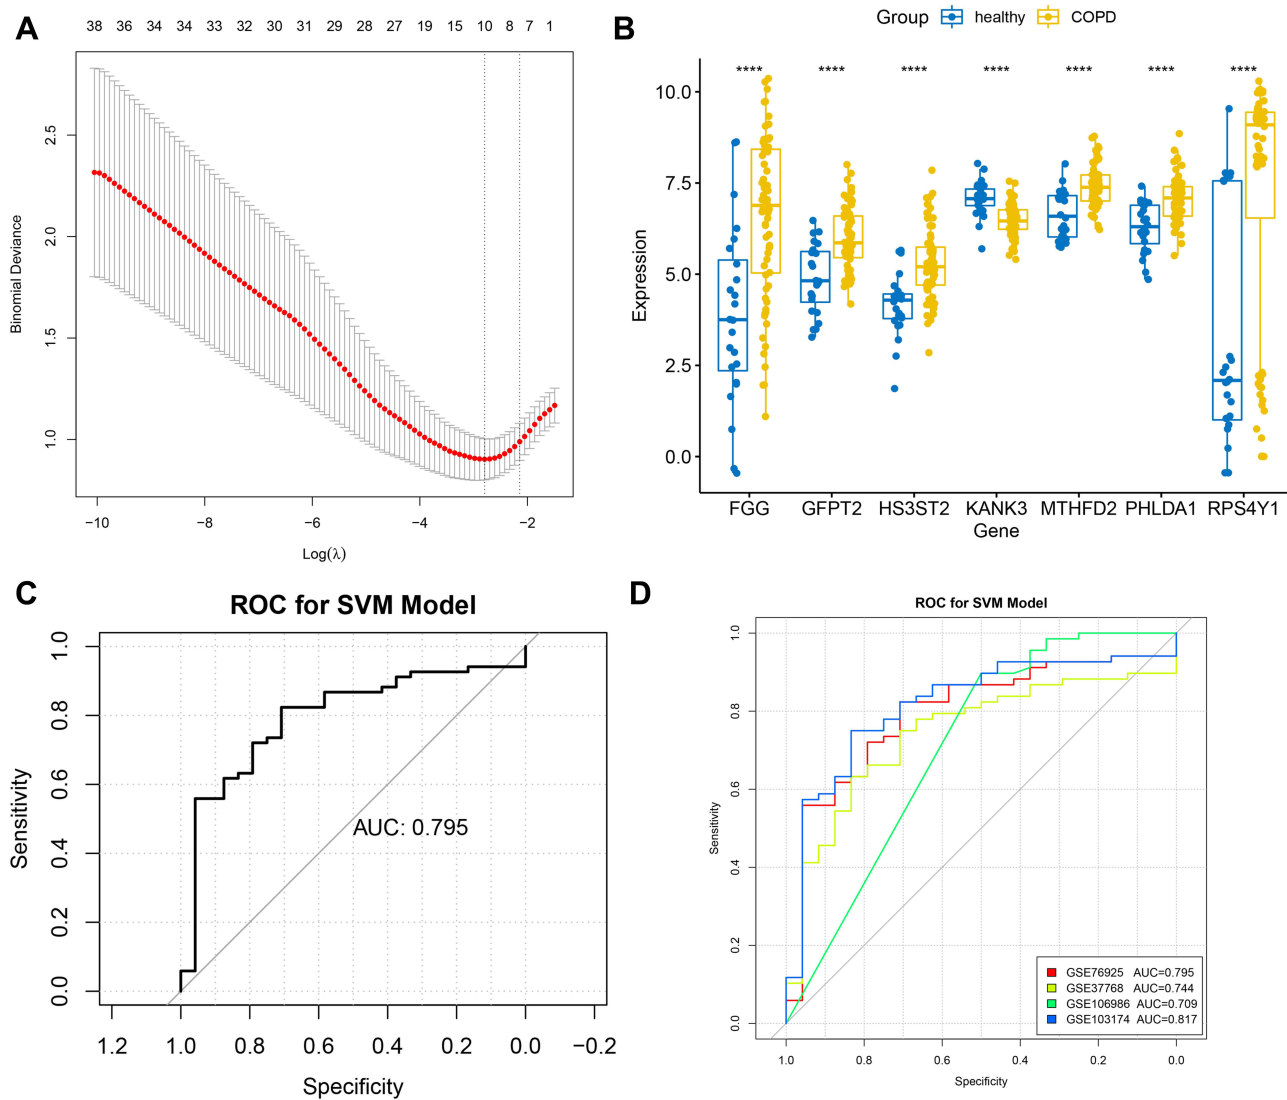 A
38 36 34 34 33 32 31 29 28 27 19 15 10 8 7 1
2.5
2.0
1.5
1.0
Binomial Deviance
−10 −8 −6 −4 −2
Log(λ)
B
Group healthy COPD
**** **** **** **** **** **** ****
10.0
7.5
5.0
2.5
0.0
Expression
FGG GFPT2 HS3ST2 KANK3 MTHFD2 PHLDA1 RPS4Y1
Gene
C
ROC for SVM Model
1.0
0.8
0.6
0.4
0.2
0.0
Sensitivity
AUC: 0.795
1.2 1.0 0.8 0.6 0.4 0.2 0.0 −0.2
Specificity
D
ROC for SVM Model
1.0
0.8
0.6
0.4
0.2
0.0
Sensitivity
GSE76925 AUC=0.795
GSE37768 AUC=0.744
GSE106986 AUC=0.709
GSE103174 AUC=0.817
1.0 0.8 0.6 0.4 0.2 0.0
Specificity